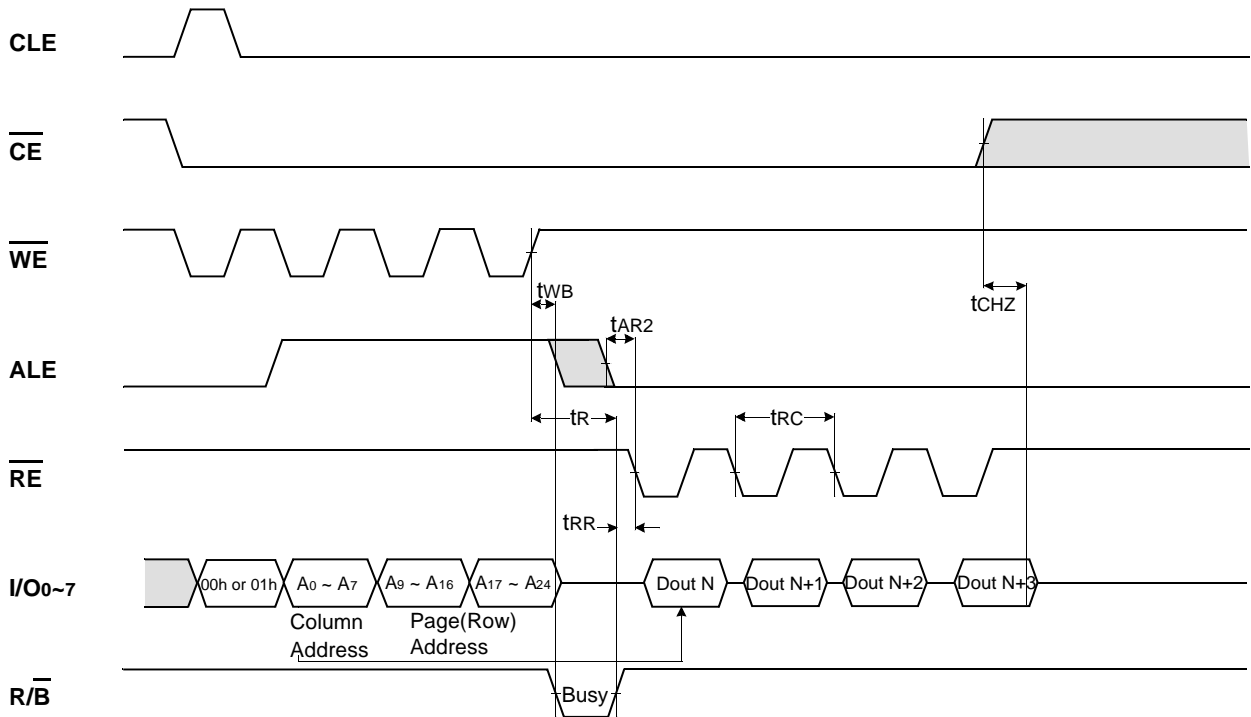 CLE
CE
WE
tWB
tCHZ
tAR2
ALE
tR
tRC
RE
tRR
I/O0~7
00h or 01h
A0 ~ A7
A9 ~ A16
A17 ~ A24
Dout N
Dout N+1
Dout N+2
Dout N+3
Column
Address
Page(Row)
Address
R/B
Busy